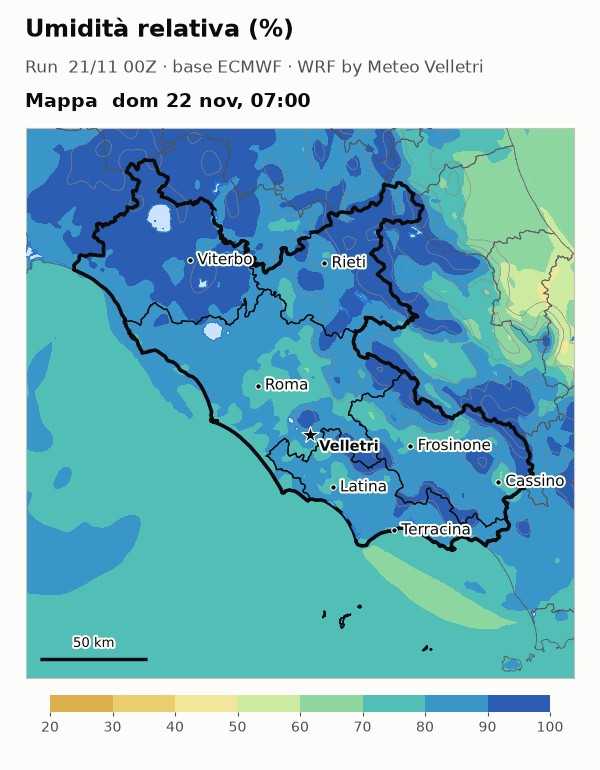 Umidità relativa (%)
Run  21/11 00Z · base ECMWF · WRF by Meteo Velletri
Mappa  dom 22 nov, 07:00
Viterbo
Rieti
Roma
Velletri
Frosinone
Cassino
Latina
Terracina
50 km
20 30 40 50 60 70 80 90 100